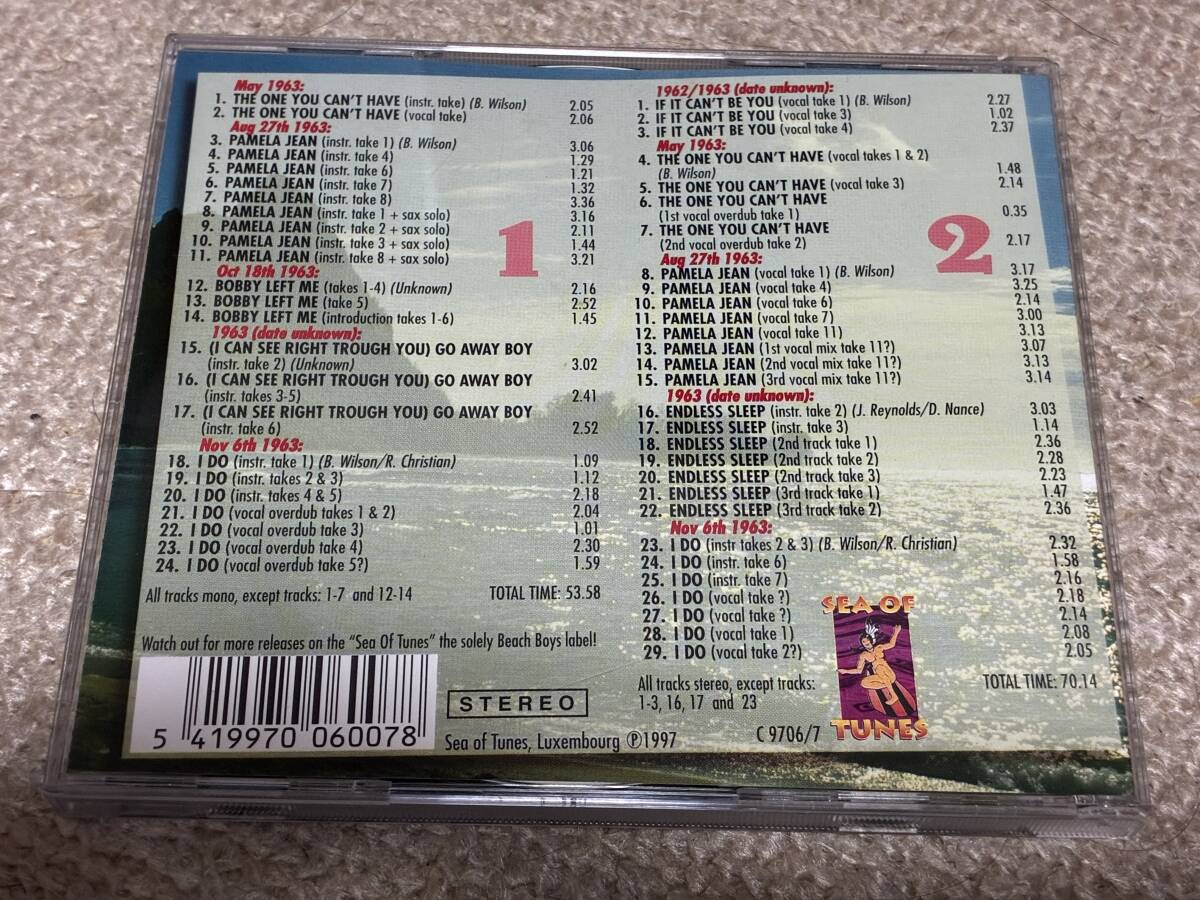 May 1963:
1. THE ONE YOU CAN'T HAVE (instr. take) (B. Wilson) 2.05
2. THE ONE YOU CAN'T HAVE (vocal take) 2.06
Aug 27th 1963:
3. PAMELA JEAN (instr. take 1) (B. Wilson) 3.06
4. PAMELA JEAN (instr. take 4) 1.29
5. PAMELA JEAN (instr. take 6) 1.21
6. PAMELA JEAN (instr. take 7) 1.32
7. PAMELA JEAN (instr. take 8) 3.36
8. PAMELA JEAN (instr. take 1 + sax solo) 3.16
9. PAMELA JEAN (instr. take 2 + sax solo) 2.11
10. PAMELA JEAN (instr. take 3 + sax solo) 1.44
11. PAMELA JEAN (instr. take 8 + sax solo) 3.21
Oct 18th 1963:
12. BOBBY LEFT ME (takes 1-4) (Unknown) 2.16
13. BOBBY LEFT ME (take 5) 2.52
14. BOBBY LEFT ME (introduction takes 1-6) 1.45
1963 (date unknown):
15. (I CAN SEE RIGHT TROUGH YOU) GO AWAY BOY
(instr. take 2) (Unknown) 3.02
16. (I CAN SEE RIGHT TROUGH YOU) GO AWAY BOY
(instr. takes 3-5) 2.41
17. (I CAN SEE RIGHT TROUGH YOU) GO AWAY BOY
(instr. take 6) 2.52
Nov 6th 1963:
18. I DO (instr. take 1) (B. Wilson/R. Christian) 1.09
19. I DO (instr. takes 2 & 3) 1.12
20. I DO (instr. takes 4 & 5) 2.18
21. I DO (vocal overdub takes 1 & 2) 2.04
22. I DO (vocal overdub take 3) 1.01
23. I DO (vocal overdub take 4) 2.30
24. I DO (vocal overdub take 5?) 1.59
All tracks mono, except tracks: 1-7 and 12-14 TOTAL TIME: 53.58
1
Watch out for more releases on the "Sea Of Tunes" the solely Beach Boys label!
5 419970 060078
STEREO
Sea of Tunes, Luxembourg ℗1997
1962/1963 (date unknown):
1. IF IT CAN'T BE YOU (vocal take 1) (B. Wilson) 2.27
2. IF IT CAN'T BE YOU (vocal take 3) 1.02
3. IF IT CAN'T BE YOU (vocal take 4) 2.37
May 1963:
4. THE ONE YOU CAN'T HAVE (vocal takes 1 & 2)
(B. Wilson) 1.48
5. THE ONE YOU CAN'T HAVE (vocal take 3) 2.14
6. THE ONE YOU CAN'T HAVE
(1st vocal overdub take 1) 0.35
7. THE ONE YOU CAN'T HAVE
(2nd vocal overdub take 2) 2.17
Aug 27th 1963:
8. PAMELA JEAN (vocal take 1) (B. Wilson) 3.17
9. PAMELA JEAN (vocal take 4) 3.25
10. PAMELA JEAN (vocal take 6) 2.14
11. PAMELA JEAN (vocal take 7) 3.00
12. PAMELA JEAN (vocal take 11) 3.13
13. PAMELA JEAN (1st vocal mix take 11?) 3.07
14. PAMELA JEAN (2nd vocal mix take 11?) 3.13
15. PAMELA JEAN (3rd vocal mix take 11?) 3.14
1963 (date unknown):
16. ENDLESS SLEEP (instr. take 2) (J. Reynolds/D. Nance) 3.03
17. ENDLESS SLEEP (instr. take 3) 1.14
18. ENDLESS SLEEP (2nd track take 1) 2.36
19. ENDLESS SLEEP (2nd track take 2) 2.28
20. ENDLESS SLEEP (2nd track take 3) 2.23
21. ENDLESS SLEEP (3rd track take 1) 1.47
22. ENDLESS SLEEP (3rd track take 2) 2.36
Nov 6th 1963:
23. I DO (instr takes 2 & 3) (B. Wilson/R. Christian) 2.32
24. I DO (instr. take 6) 1.58
25. I DO (instr. take 7) 2.16
26. I DO (vocal take ?) 2.18
27. I DO (vocal take ?) 2.14
28. I DO (vocal take 1) 2.08
29. I DO (vocal take 2?) 2.05
2
All tracks stereo, except tracks:
1-3, 16, 17 and 23
TOTAL TIME: 70.14
C 9706/7
SEA OF
TUNES